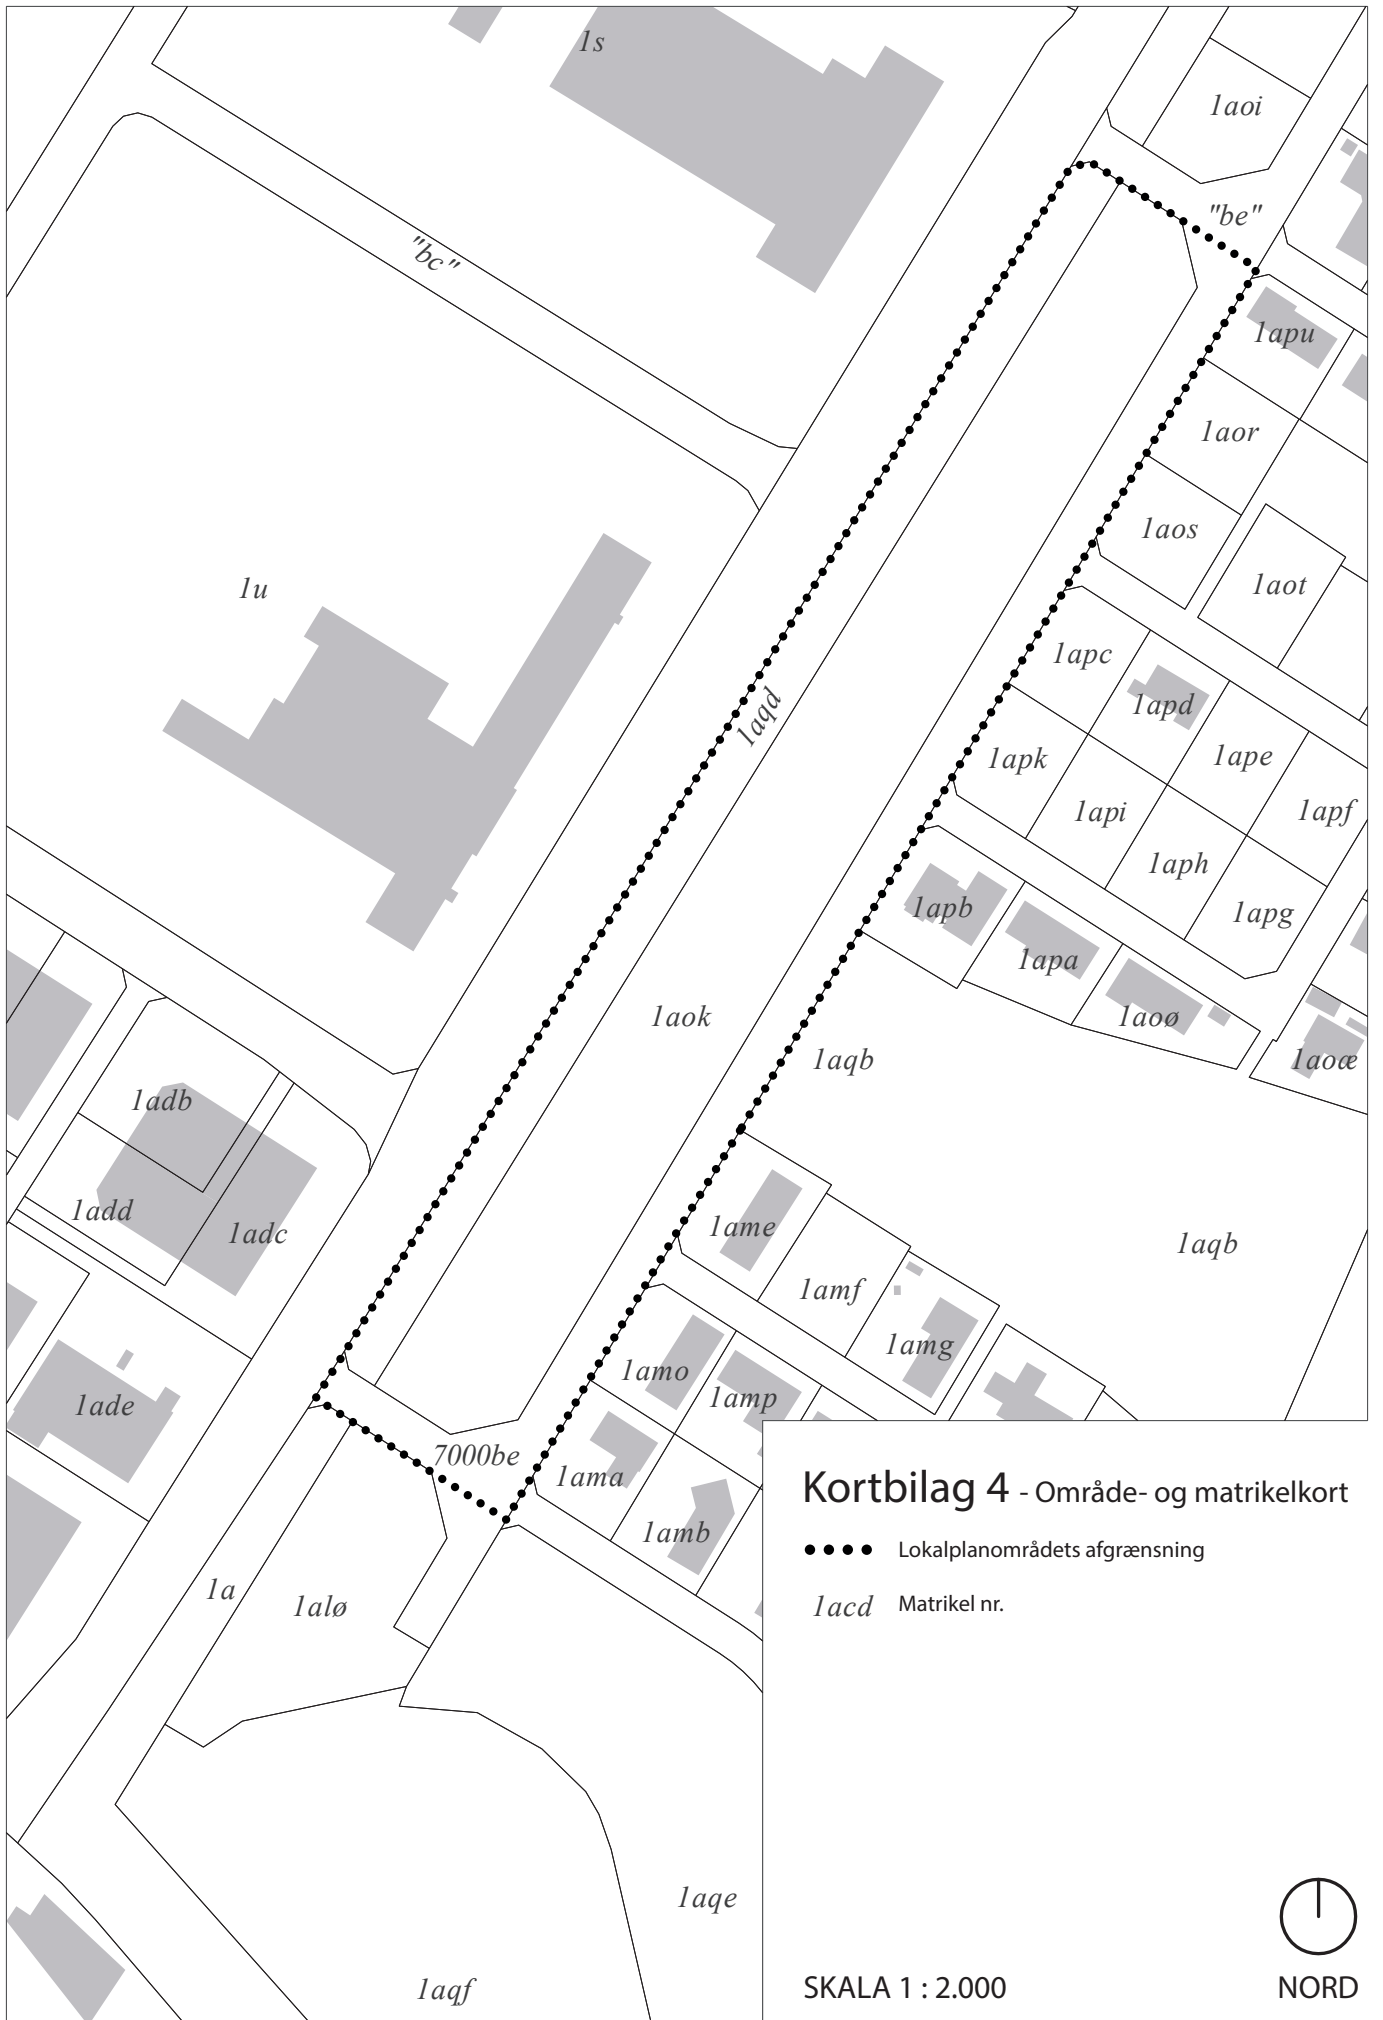 1s
1aoi
"be"
"bc"
1apu
1aor
1aos
1u
1aot
1apc
1apd
1aqd
1ape
1apk
1api
1apf
1aph
1apb
1apg
1apa
1aok
1aoø
1aqb
1aoæ
1adb
1add
1adc
1ame
1aqb
1amf
1amg
1amo
1amp
1ade
7000be
1ama
1amb
1a
1alø
1aqe
1aqf
Kortbilag 4 - Område- og matrikelkort
Lokalplanområdets afgrænsning
1acd Matrikel nr.
SKALA 1 : 2.000
NORD